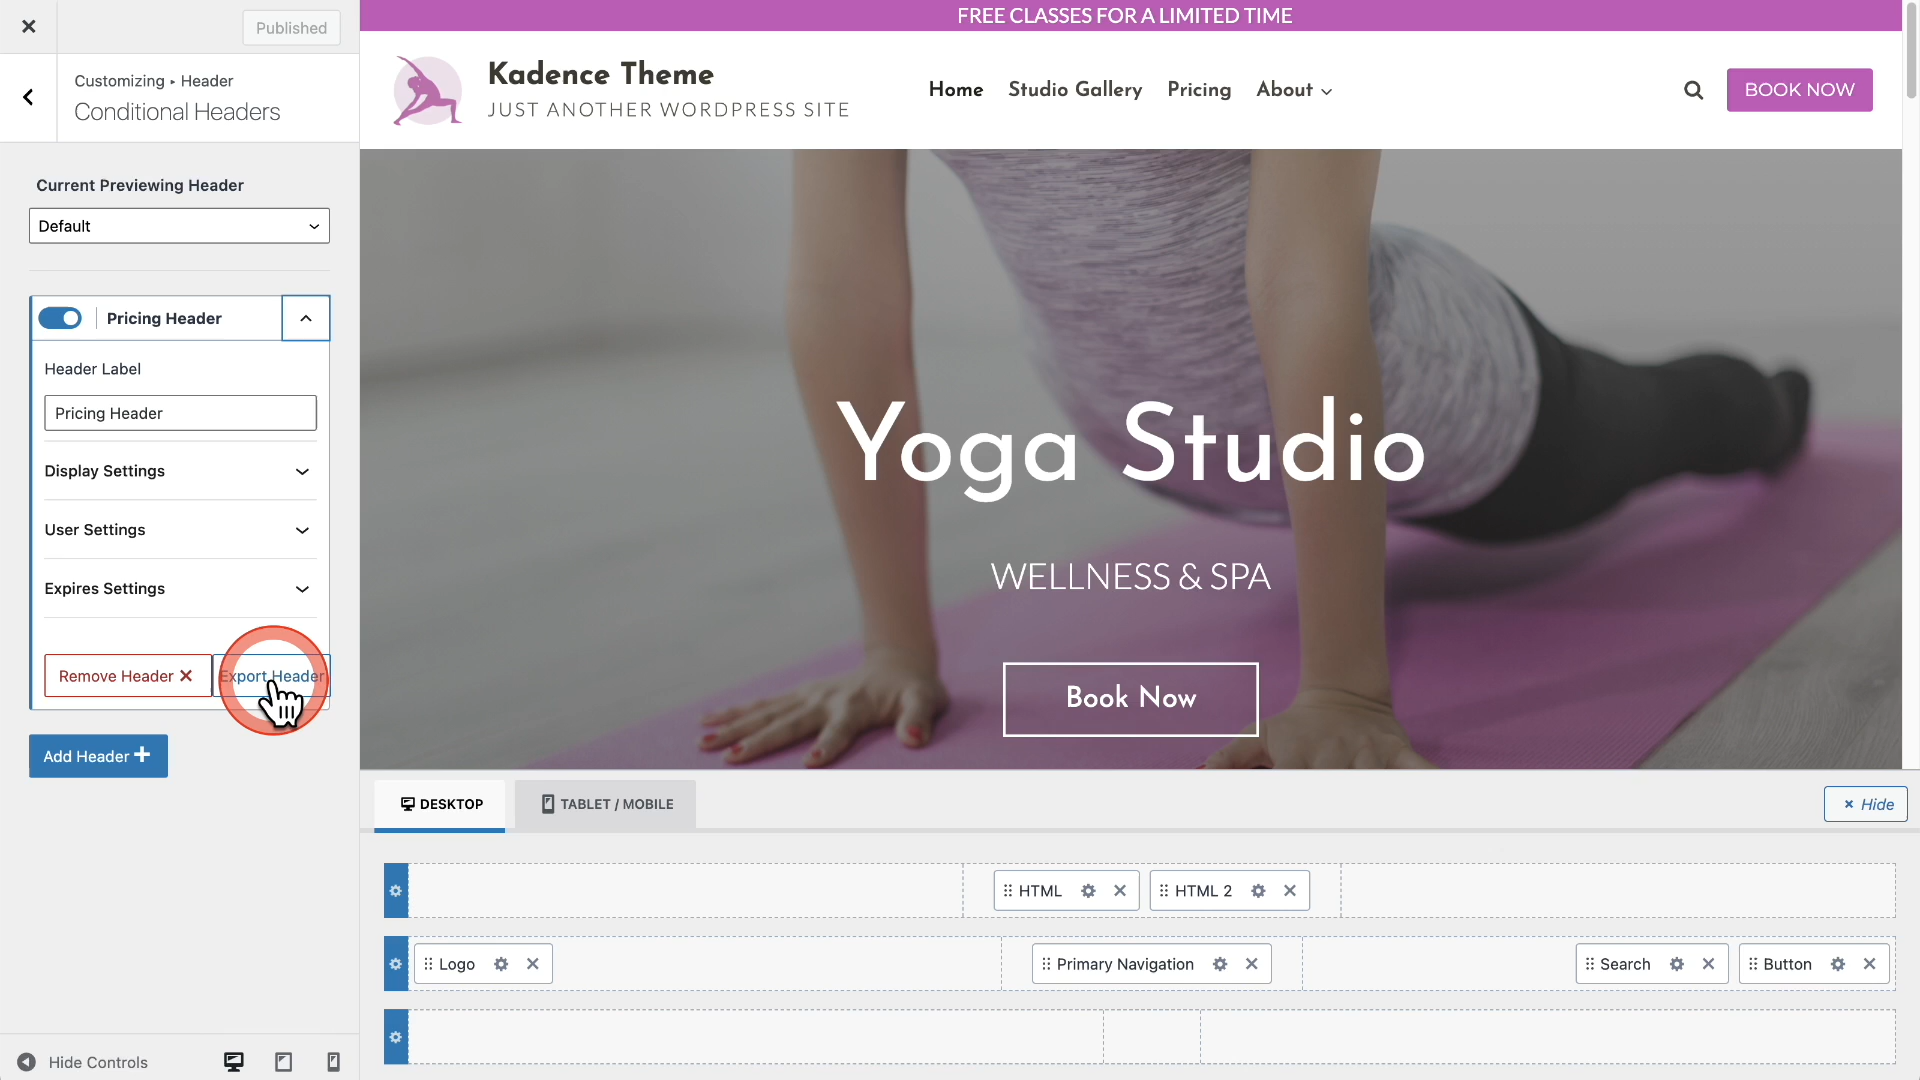 Published
Customizing ▸ Header
Conditional Headers
Current Previewing Header
Default
Pricing Header
Header Label
Pricing Header
Display Settings
User Settings
Expires Settings
Remove Header
Export Header
Add Header
Hide Controls
FREE CLASSES FOR A LIMITED TIME
Kadence Theme
JUST ANOTHER WORDPRESS SITE
Home Studio Gallery Pricing About
BOOK NOW
Yoga Studio
WELLNESS & SPA
Book Now
DESKTOP TABLET / MOBILE
Hide
HTML HTML 2
Logo Primary Navigation Search Button